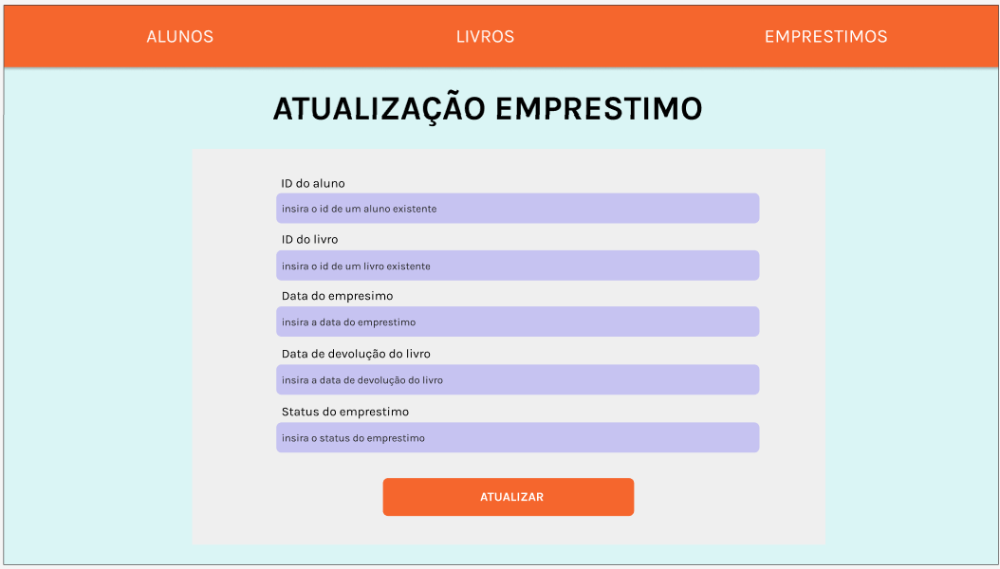 ALUNOS LIVROS EMPRESTIMOS
ATUALIZAÇÃO EMPRESTIMO
ID do aluno
insira o id de um aluno existente
ID do livro
insira o id de um livro existente
Data do empresimo
insira a data do emprestimo
Data de devolução do livro
insira a data de devolução do livro
Status do emprestimo
insira o status do emprestimo
ATUALIZAR